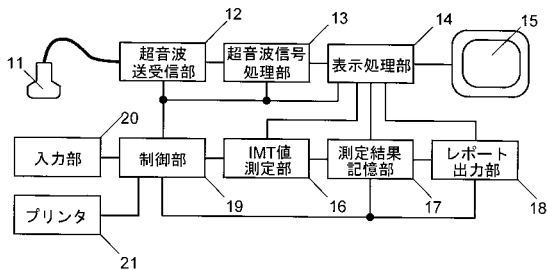 12
13
14
15
超音波
送受信部
超音波信号
処理部
表示処理部
11
20
入力部
制御部
IMT値
測定部
測定結果
記憶部
レポート
出力部
19
16
17
18
プリンタ
21